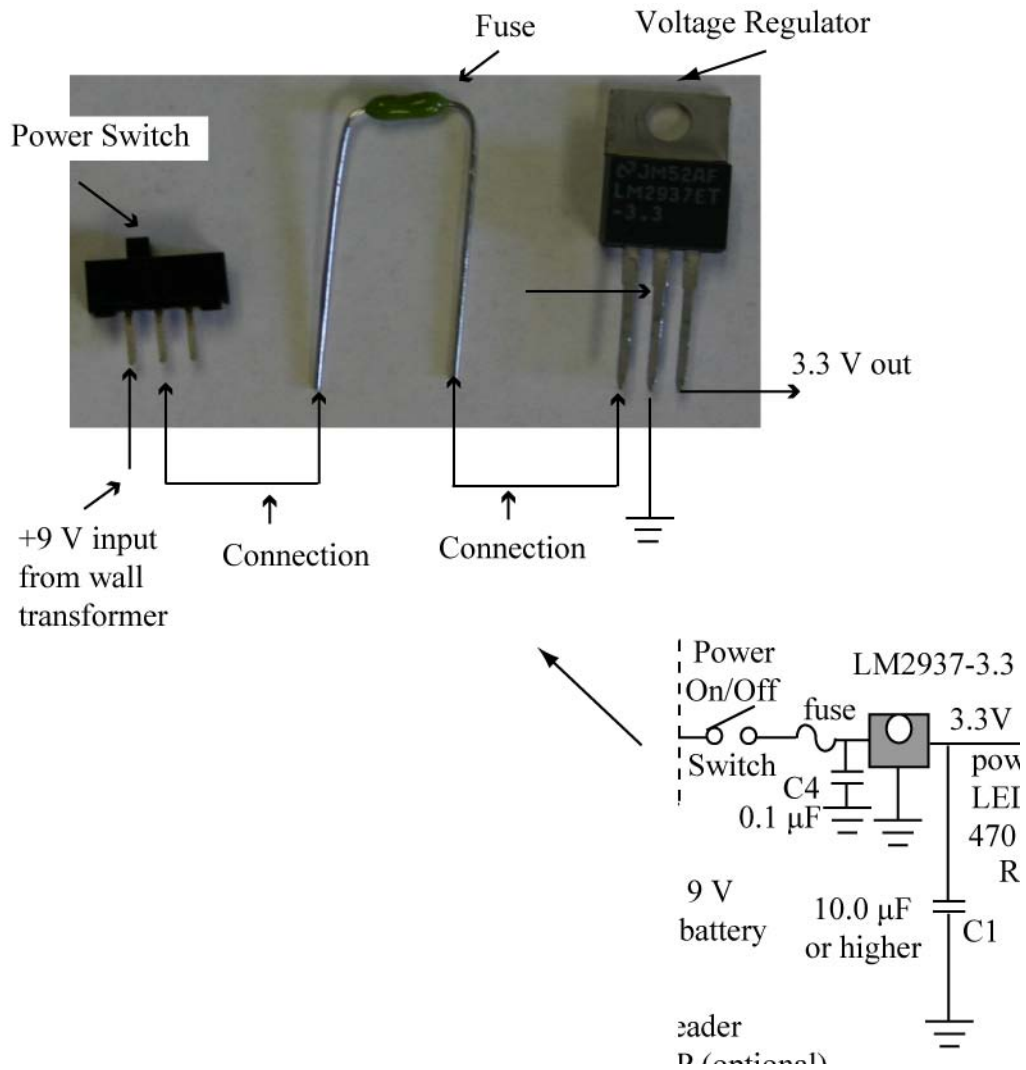 Fuse
Voltage Regulator
Power Switch
JM52AF
LM2937ET
-3.3
3.3 V out
+9 V input
from wall
transformer
Connection
Connection
Power
On/Off
Switch
fuse
LM2937-3.3
3.3V
C4
0.1 μF
470
9 V
battery
10.0 μF
or higher
C1